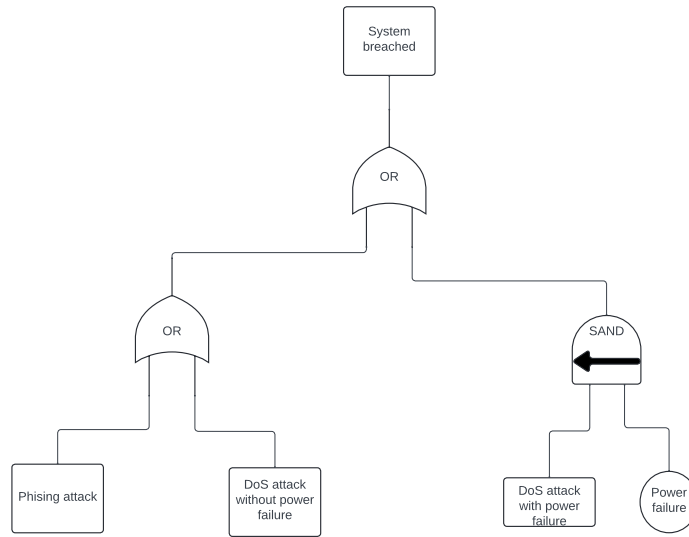 System
breached
OR
OR
SAND
Phising attack
DoS attack
without power
failure
DoS attack
with power
failure
Power
failure